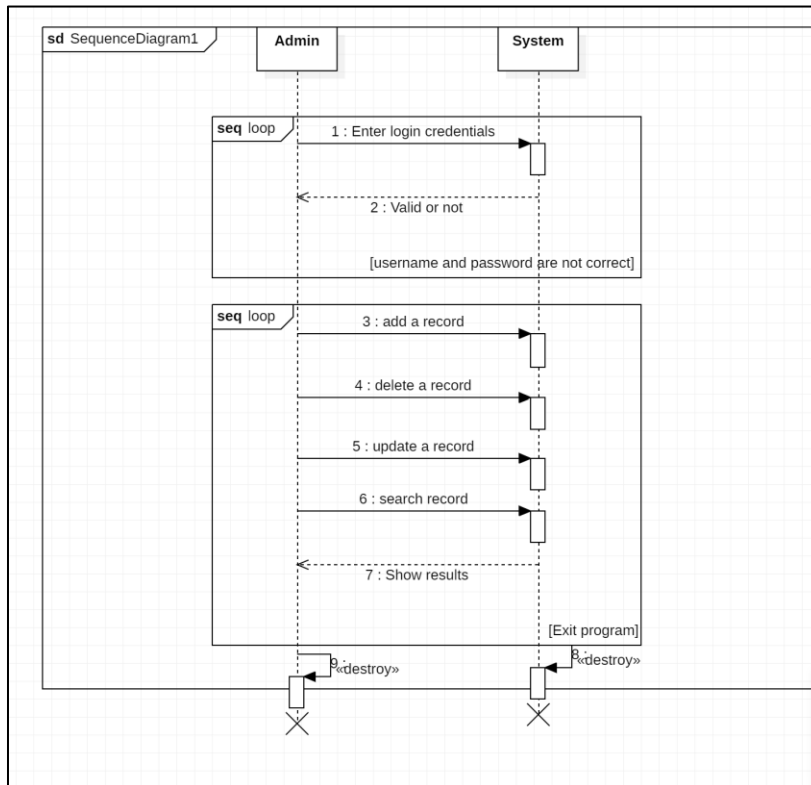 sd SequenceDiagram1
Admin
System
seq loop
1 : Enter login credentials
2 : Valid or not
[username and password are not correct]
seq loop
3 : add a record
4 : delete a record
5 : update a record
6 : search record
7 : Show results
[Exit program]
8 :
«destroy»
9 :
«destroy»